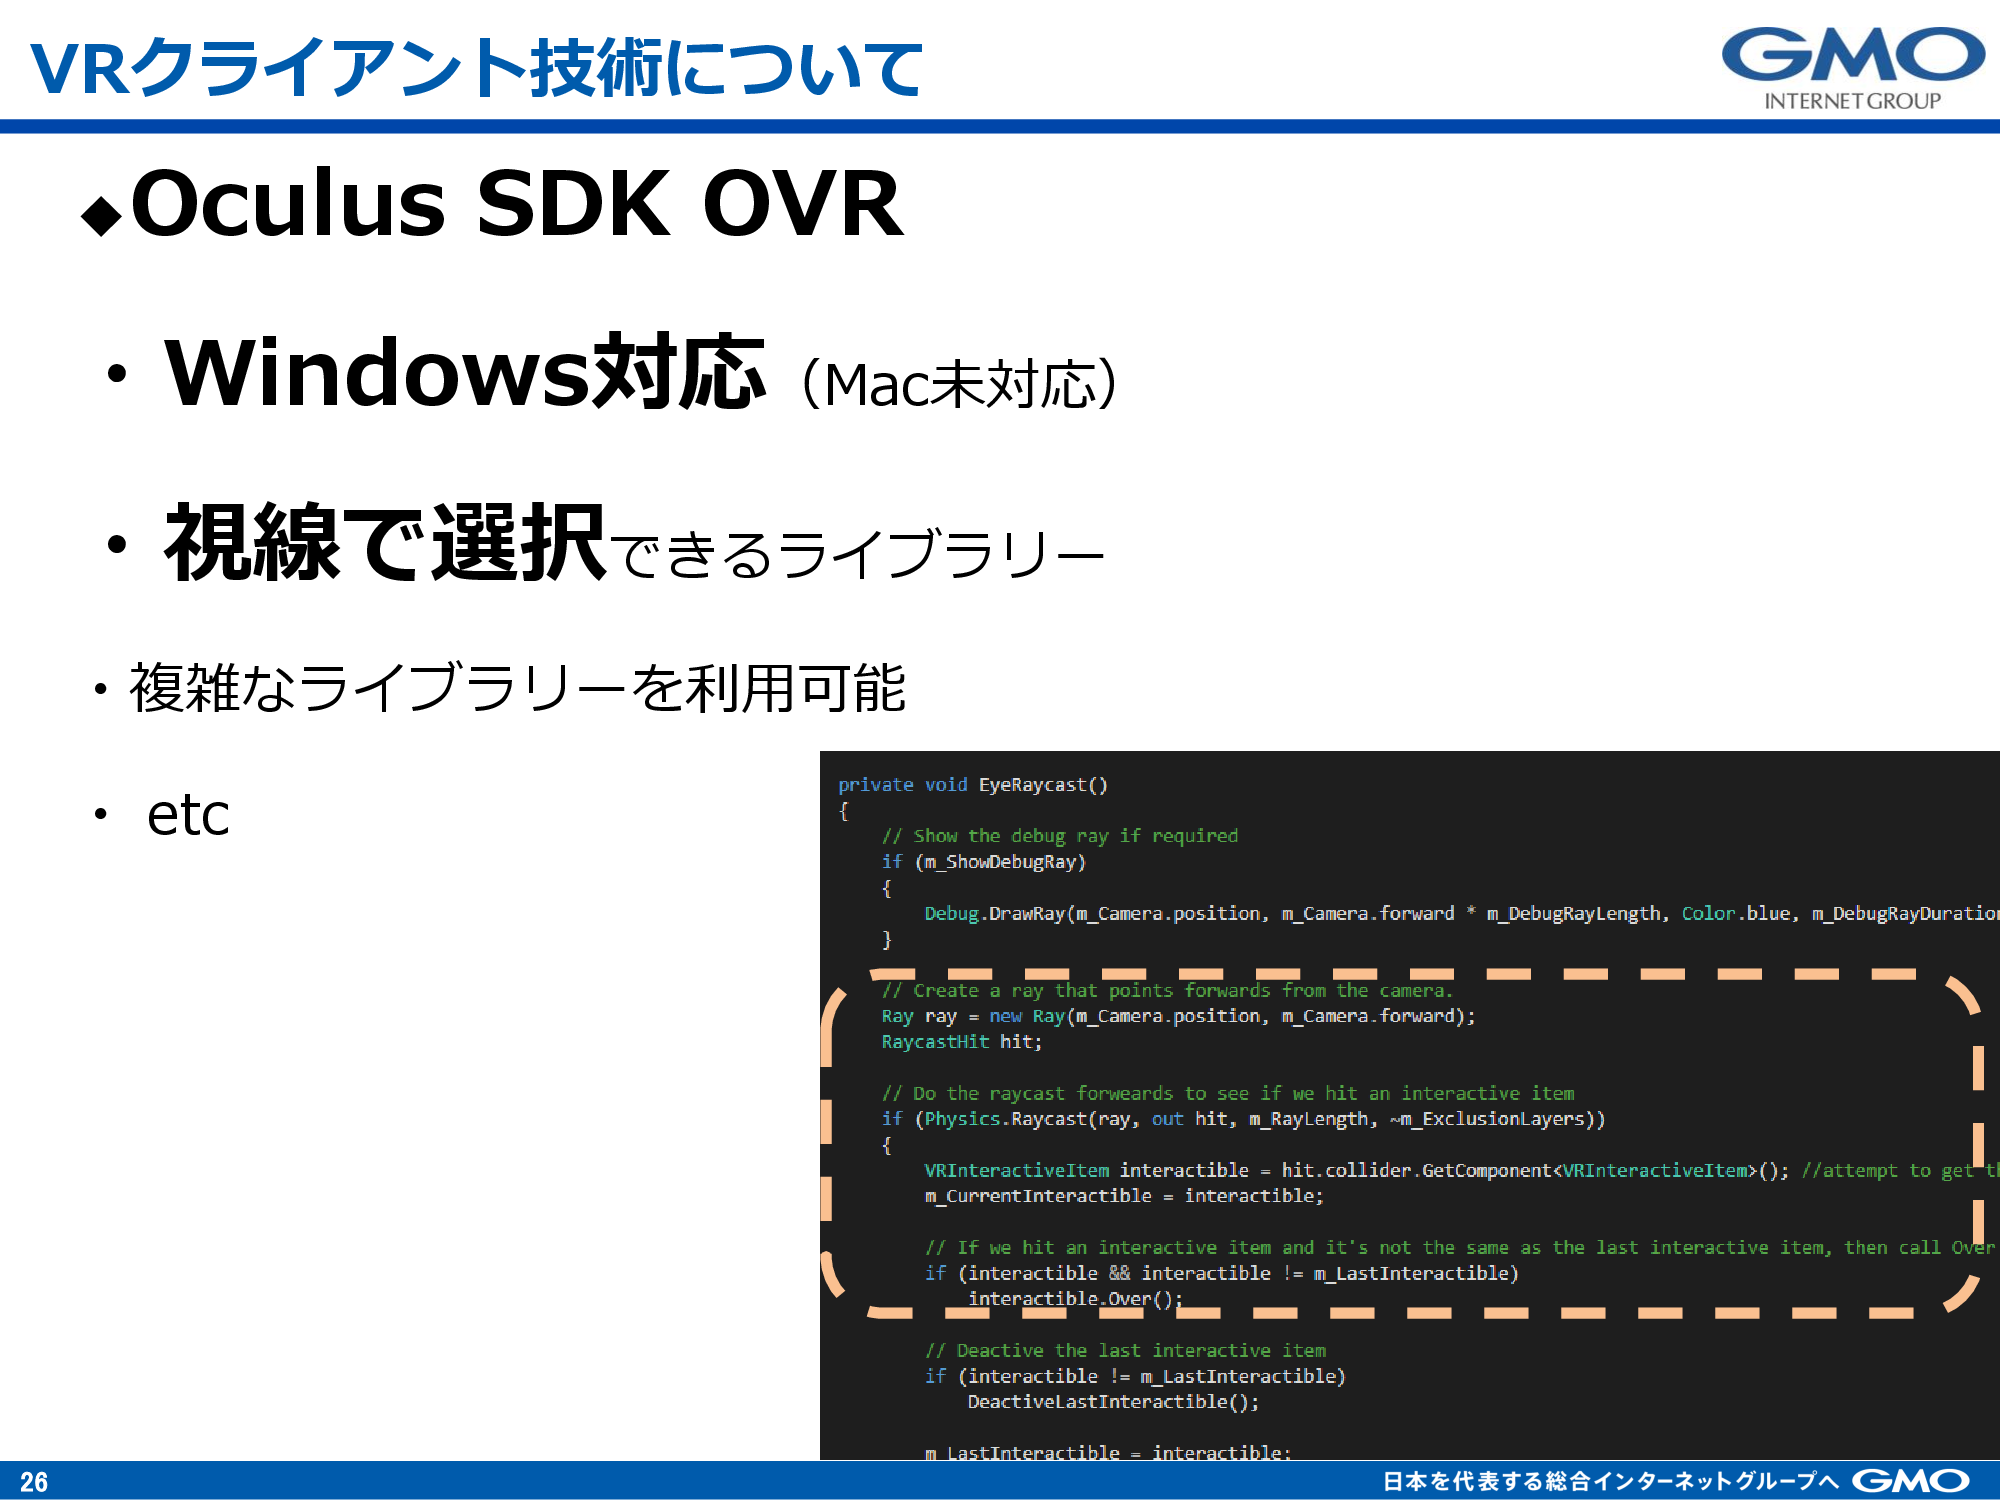 VRクライアント技術について
GMO
INTERNET GROUP
◆Oculus SDK OVR
・Windows対応（Mac未対応）
・視線で選択できるライブラリー
・複雑なライブラリーを利用可能
・ etc
private void EyeRaycast()
{
// Show the debug ray if required
if (m_ShowDebugRay)
{
Debug.DrawRay(m_Camera.position, m_Camera.forward * m_DebugRayLength, Color.blue, m_DebugRayDuration
}
// Create a ray that points forwards from the camera.
Ray ray = new Ray(m_Camera.position, m_Camera.forward);
RaycastHit hit;
// Do the raycast forweards to see if we hit an interactive item
if (Physics.Raycast(ray, out hit, m_RayLength, ~m_ExclusionLayers))
{
VRInteractiveItem interactible = hit.collider.GetComponent<VRInteractiveItem>(); //attempt to get th
m_CurrentInteractible = interactible;
// If we hit an interactive item and it's not the same as the last interactive item, then call Over
if (interactible && interactible != m_LastInteractible)
interactible.Over();
// Deactive the last interactive item
if (interactible != m_LastInteractible)
DeactiveLastInteractible();
m_LastInteractible = interactible;
26
日本を代表する総合インターネットグループへ GMO